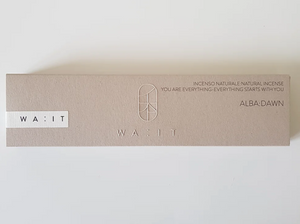 INCENSO NATURALE·NATURAL INCENSE
YOU ARE EVERYTHING·EVERYTHING STARTS WITH YOU
ALBA·DAWN
WA:IT
WA:IT